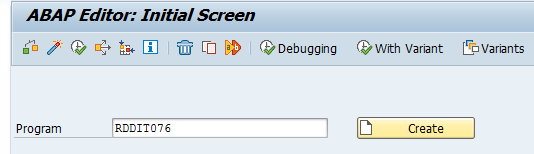 ABAP Editor: Initial Screen
Debugging With Variant Variants
Program RDDIT076 Create